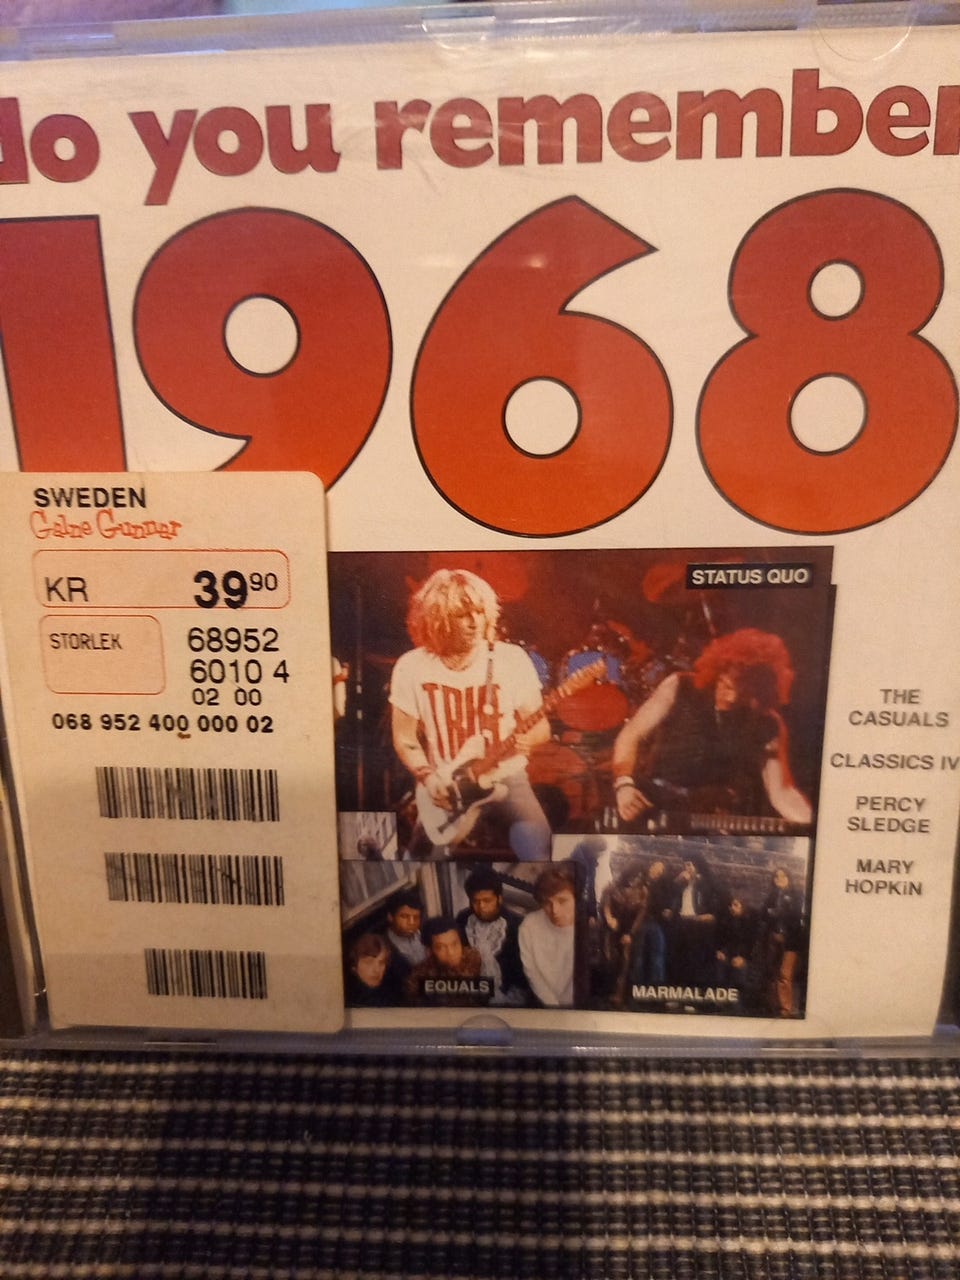 do you remember
1968
SWEDEN
Galne Gunnar
KR 39 90
STORLEK 68952
6010 4
02 00
068 952 400 000 02
STATUS QUO
EQUALS
MARMALADE
THE
CASUALS
CLASSICS IV
PERCY
SLEDGE
MARY
HOPKiN